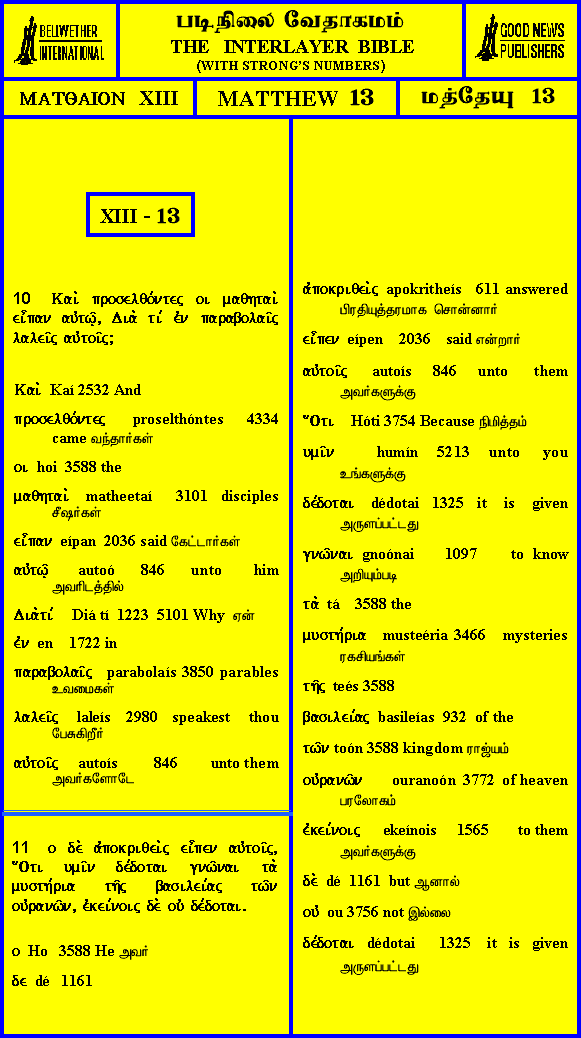 BELLWETHER
INTERNATIONAL
படிநிலை வேதாகமம்
THE INTERLAYER BIBLE
(WITH STRONG'S NUMBERS)
GOOD NEWS
PUBLISHERS
ΜΑΤΘΑΙΟΝ XIII
MATTHEW 13
மத்தேயு 13
XIII - 13
10 Καὶ προσελθόντες οι μαθηταὶ
εἶπαν αὐτῷ, Διὰ τί ἐν παραβολαῖς
λαλεῖς αὐτοῖς;
Καὶ Kaí 2532 And
προσελθόντες proselthóntes 4334
came வந்தார்கள்
οι hoi 3588 the
μαθηταὶ matheetaí 3101 disciples
சீஷர்கள்
εἶπαν eípan 2036 said கேட்டார்கள்
αὐτῷ autoó 846 unto him
அவரிடத்தில்
Διὰτί Diá tí 1223 5101 Why ஏன்
ἐν en 1722 in
παραβολαῖς parabolaís 3850 parables
உவமைகள்
λαλεῖς laleís 2980 speakest thou
பேசுகிறீர்
αὐτοῖς autoís 846 unto them
அவர்களோடே
11 ο δὲ ἀποκριθεὶς εἶπεν αὐτοῖς,
Ὅτι υμῖν δέδοται γνῶναι τὰ
μυστήρια τῆς βασιλείας τῶν
οὐρανῶν, ἐκείνοις δὲ οὐ δέδοται.
ο Ho 3588 He அவர்
δε dé 1161
ἀποκριθεὶς apokritheís 611 answered
பிரதியுத்தரமாக சொன்னார்
εἶπεν eípen 2036 said என்றார்
αὐτοῖς autoís 846 unto them
அவர்களுக்கு
Ὅτι Hóti 3754 Because நிமித்தம்
υμῖν humín 5213 unto you
உங்களுக்கு
δέδοται dédotai 1325 it is given
அருளப்பட்டது
γνῶναι gnoónai 1097 to know
அறியும்படி
τὰ tá 3588 the
μυστήρια musteéria 3466 mysteries
ரகசியங்கள்
τῆς teés 3588
βασιλείας basileías 932 of the
τῶν toón 3588 kingdom ராஜ்யம்
οὐρανῶν ouranoón 3772 of heaven
பரலோகம்
ἐκείνοις ekeínois 1565 to them
அவர்களுக்கு
δὲ dé 1161 but ஆனால்
οὐ ou 3756 not இல்லை
δέδοται dédotai 1325 it is given
அருளப்பட்டது